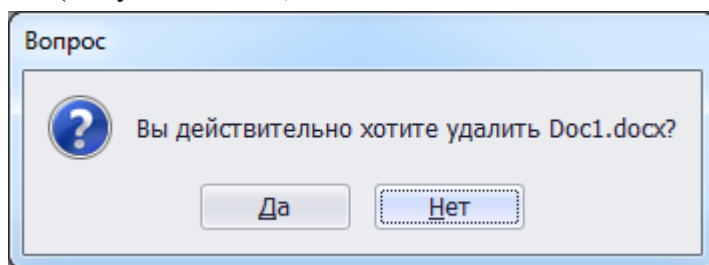 Вопрос
Вы действительно хотите удалить Doc1.docx?
Да
Нет